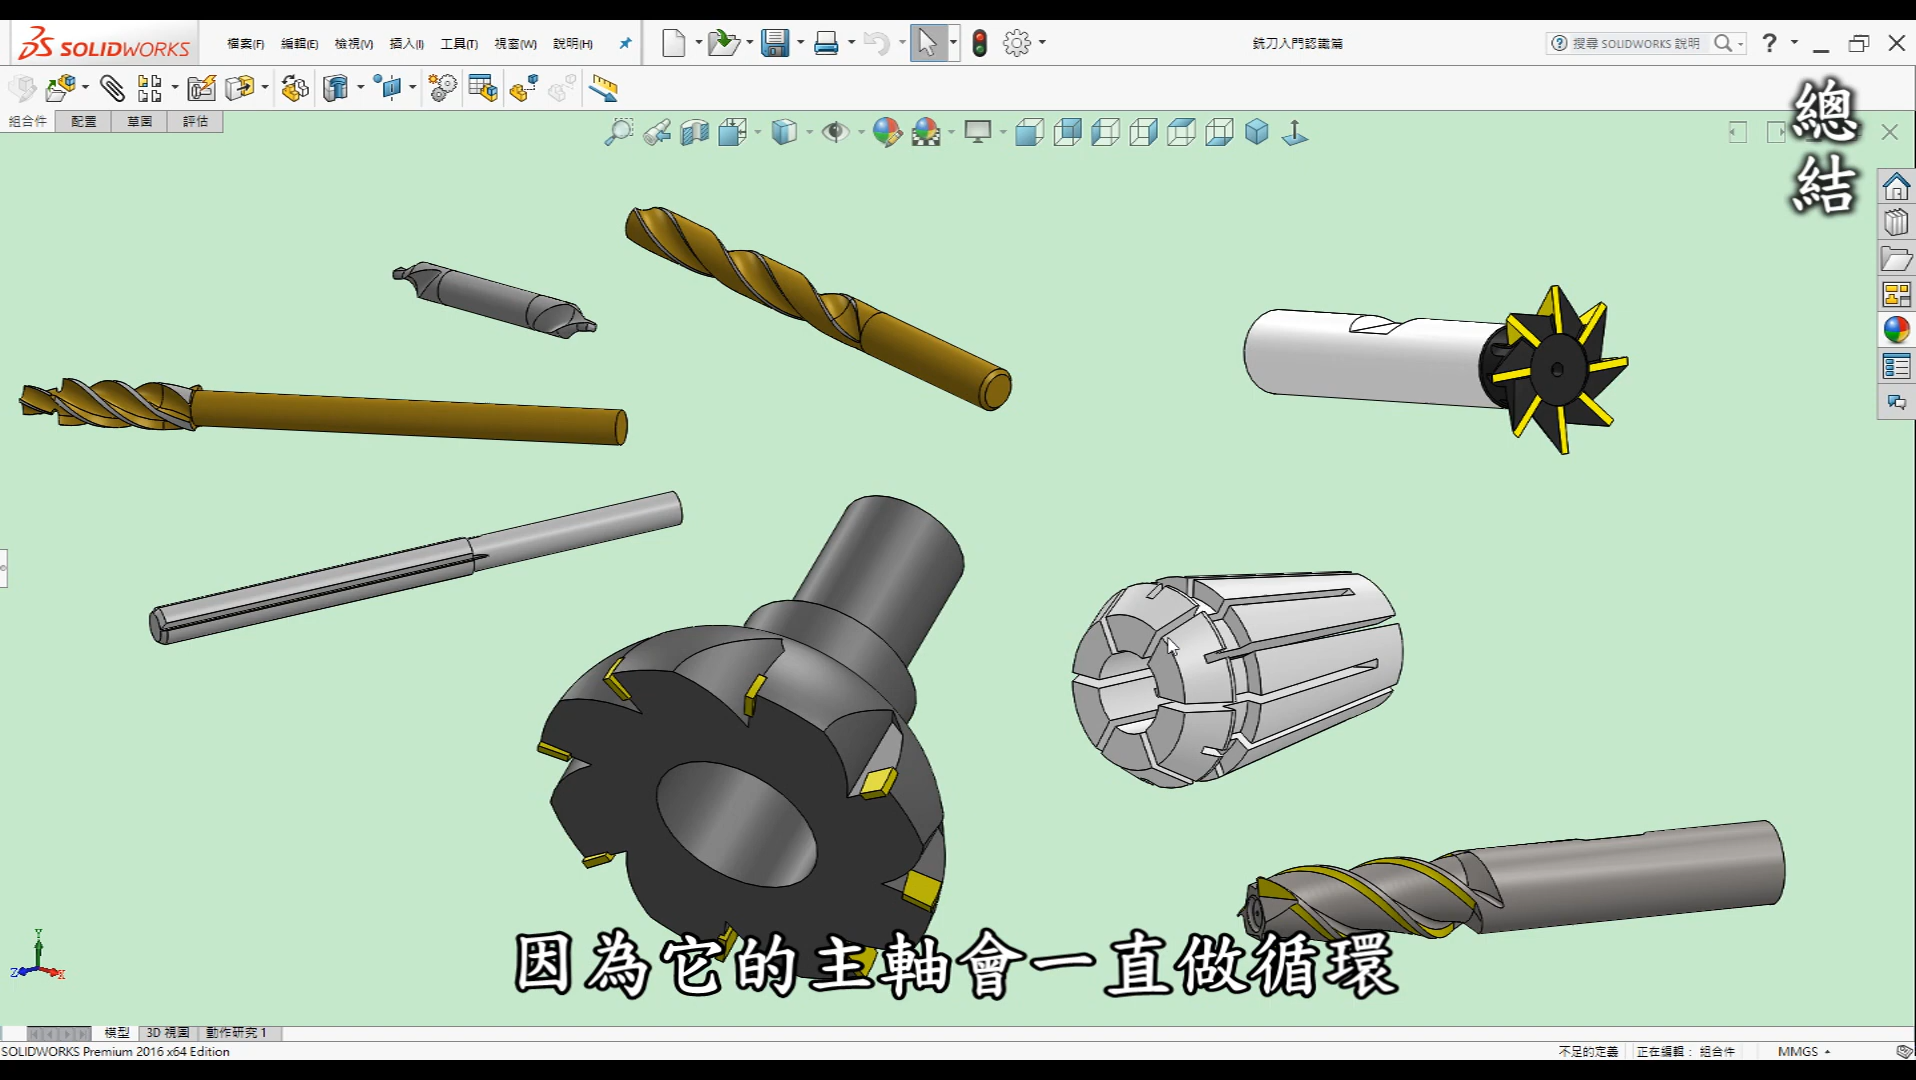 SOLIDWORKS
檔案(F) 編輯(E) 檢視(V) 插入(I) 工具(T) 視窗(W) 說明(H)
銑刀入門認識篇
搜尋 SOLIDWORKS 說明
組合件 配置 草圖 評估
總結
因為它的主軸會一直做循環
Y
Z
X
模型 3D 視圖 動作研究 1
SOLIDWORKS Premium 2016 x64 Edition
不足的定義 正在編輯： 組合件 MMGS